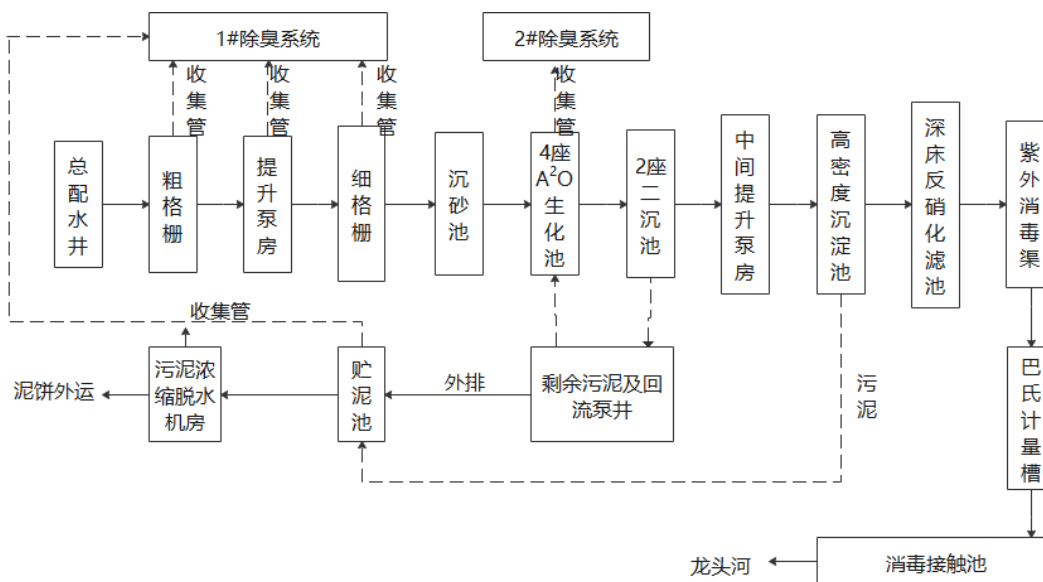 1#除臭系统
2#除臭系统
收集管
收集管
收集管
收集管
总配水井
粗格栅
提升泵房
细格栅
沉砂池
4座A²O生化池
2座二沉池
中间提升泵房
高密度沉淀池
深床反硝化滤池
紫外消毒渠
收集管
泥饼外运
污泥浓
缩脱水
机房
贮泥池
外排
剩余污泥及回
流泵井
污泥
巴氏计量槽
龙头河
消毒接触池